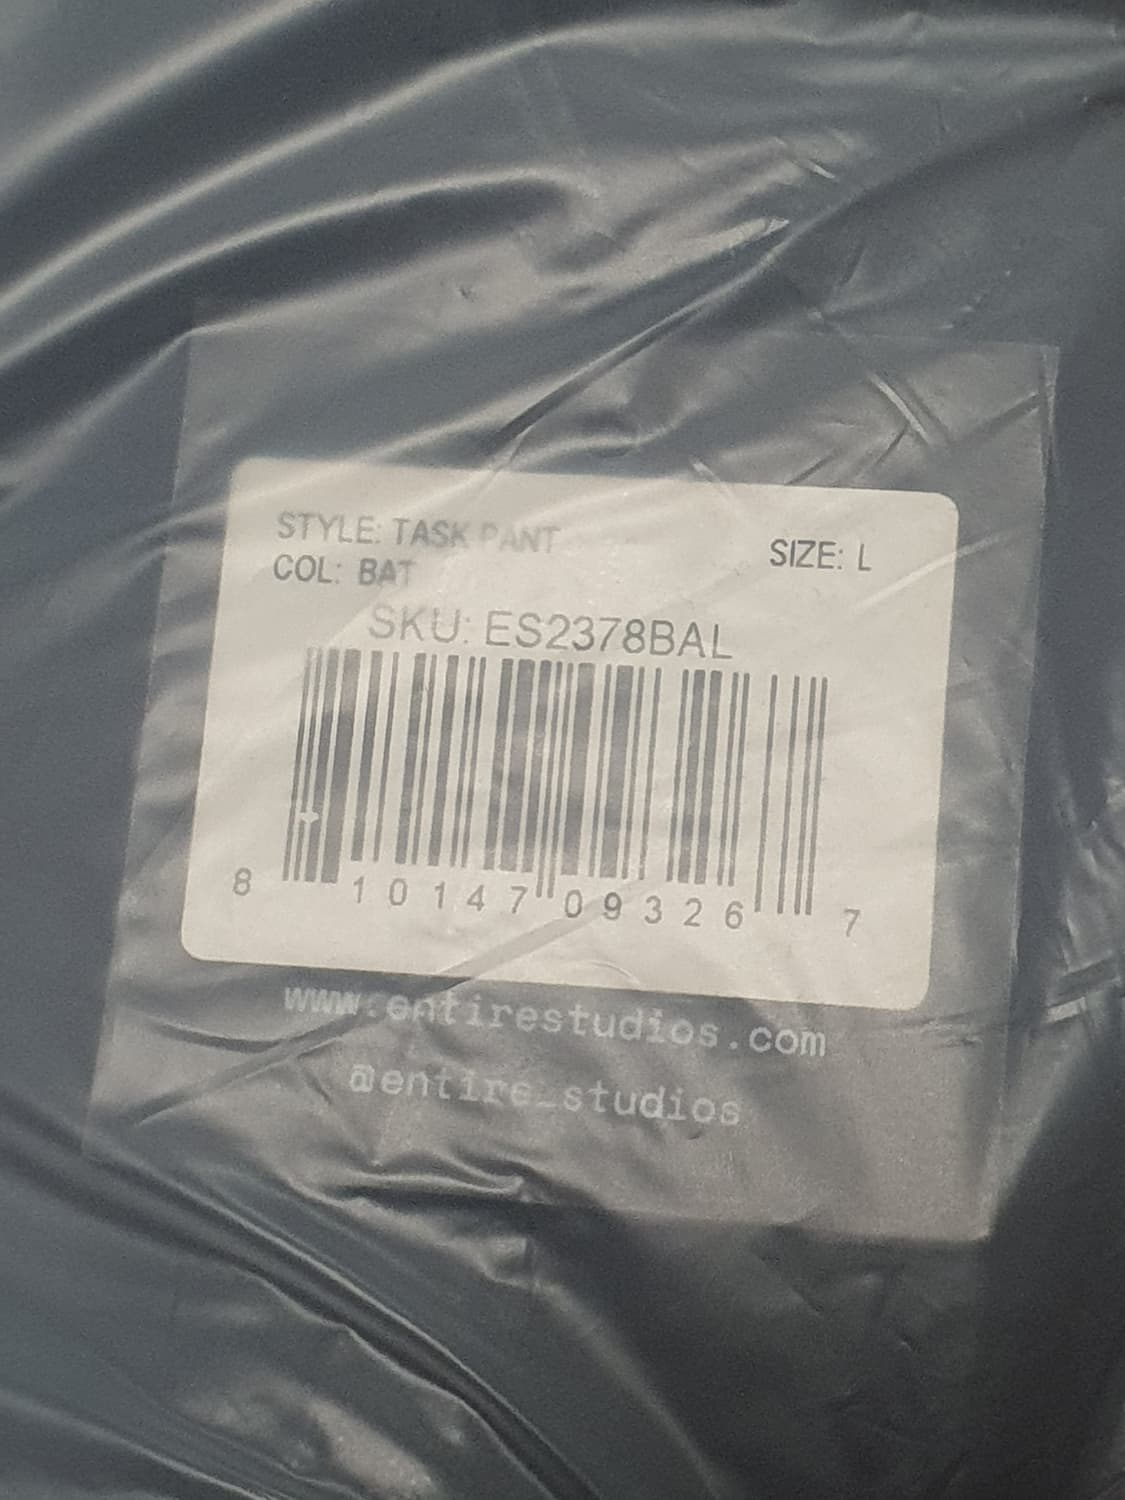 STYLE: TASK PANT
SIZE: L
COL: BAT
SKU: ES2378BAL
8 10147 09326 7
www.entirestudios.com
@entire_studios